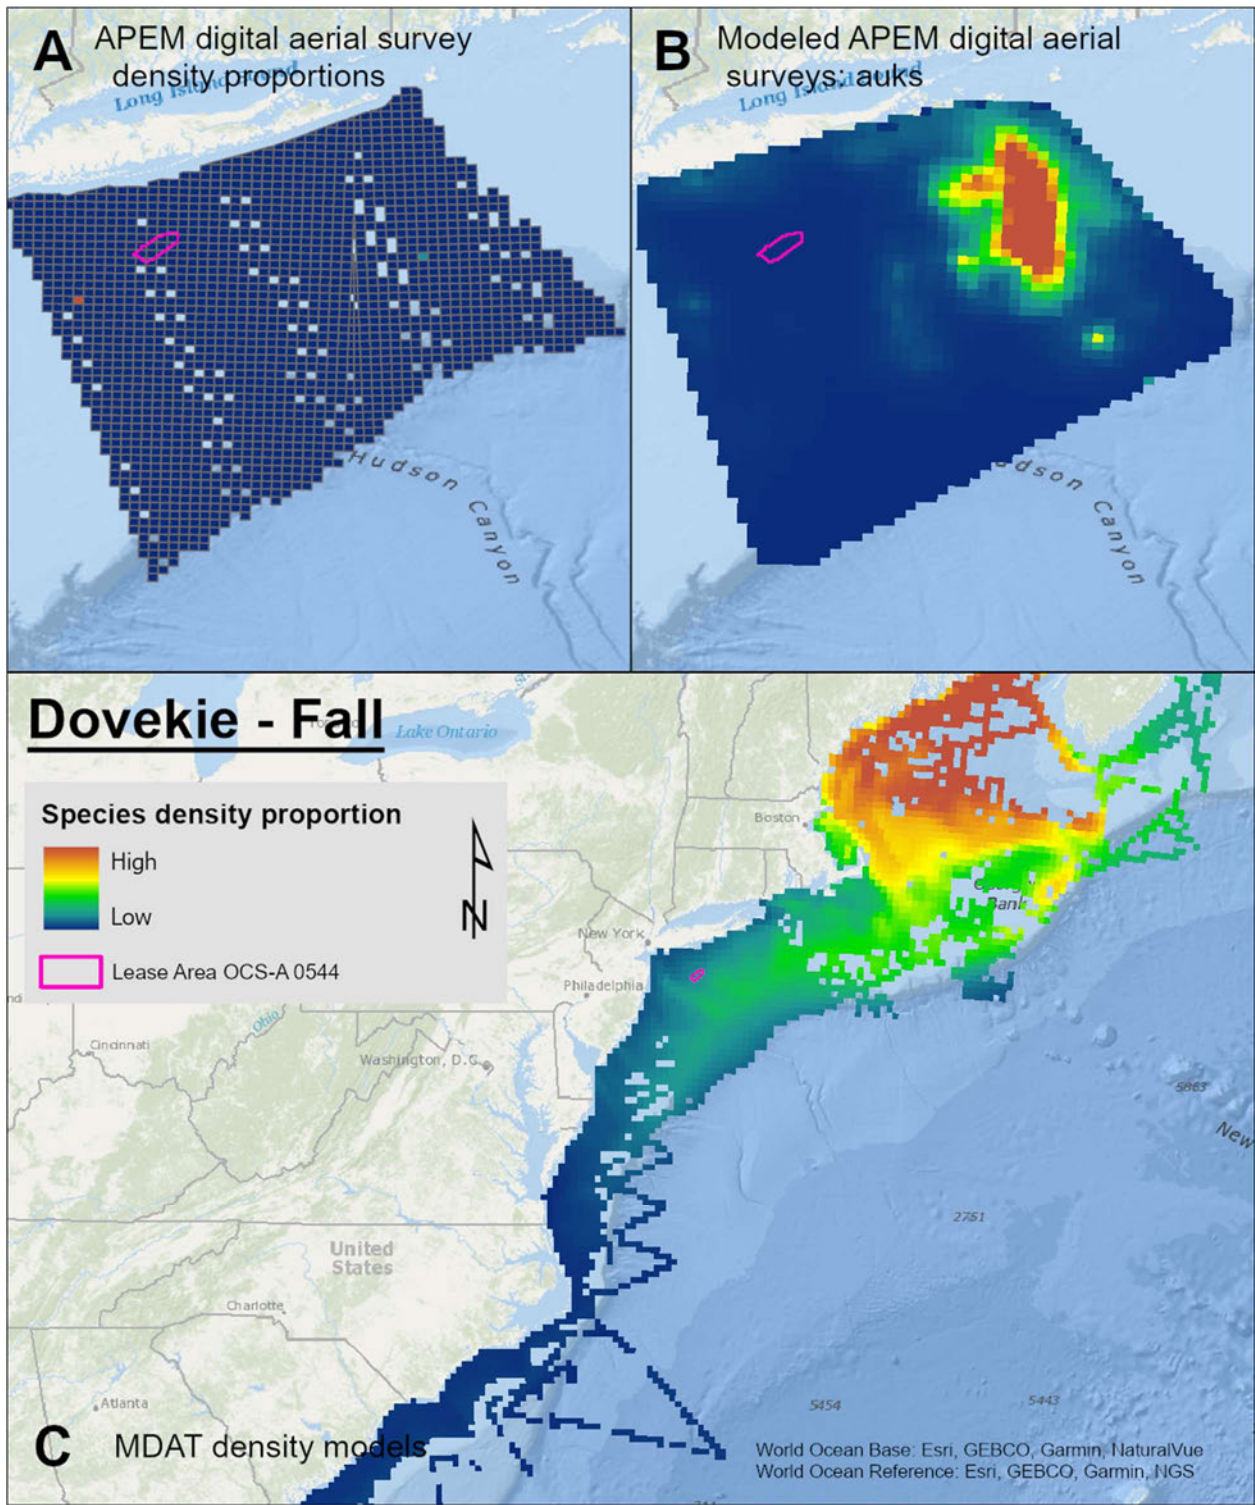 A APEM digital aerial survey
density proportions
Long Island Sound
Hudson Canyon
B Modeled APEM digital aerial
surveys: auks
Long Island Sound
udson Canyon
Dovekie - Fall
Lake Ontario
Species density proportion
High
Low
N
Lease Area OCS-A 0544
Boston
Bank
New York
Philadelphia
Ohio
Cincinnati
Washington, D.C.
5863
New
2751
United
States
Charlotte
Atlanta
5454
5443
C MDAT density models
World Ocean Base: Esri, GEBCO, Garmin, NaturalVue
World Ocean Reference: Esri, GEBCO, Garmin, NGS